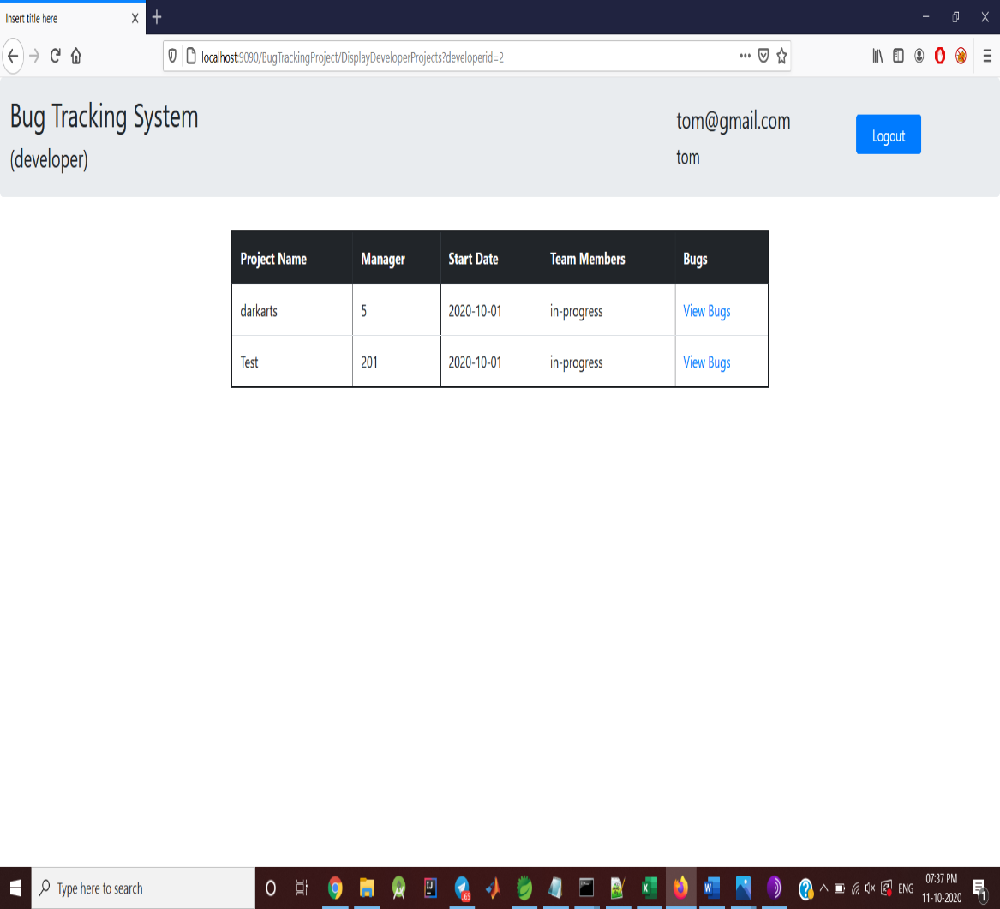 Insert title here
localhost:9090/BugTrackingProject/DisplayDeveloperProjects?developerid=2
Bug Tracking System
(developer)
tom@gmail.com
tom
Logout
Project Name Manager Start Date Team Members Bugs
darkarts 5 2020-10-01 in-progress View Bugs
Test 201 2020-10-01 in-progress View Bugs
Type here to search
ENG
07:37 PM
11-10-2020
1